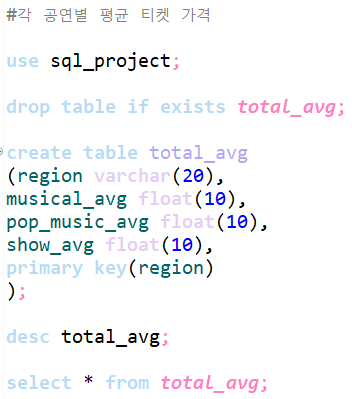 #각 공연별 평균 티켓 가격
use sql_project;
drop table if exists total_avg;
create table total_avg
(region varchar(20),
musical_avg float(10),
pop_music_avg float(10),
show_avg float(10),
primary key(region)
);
desc total_avg;
select * from total_avg;